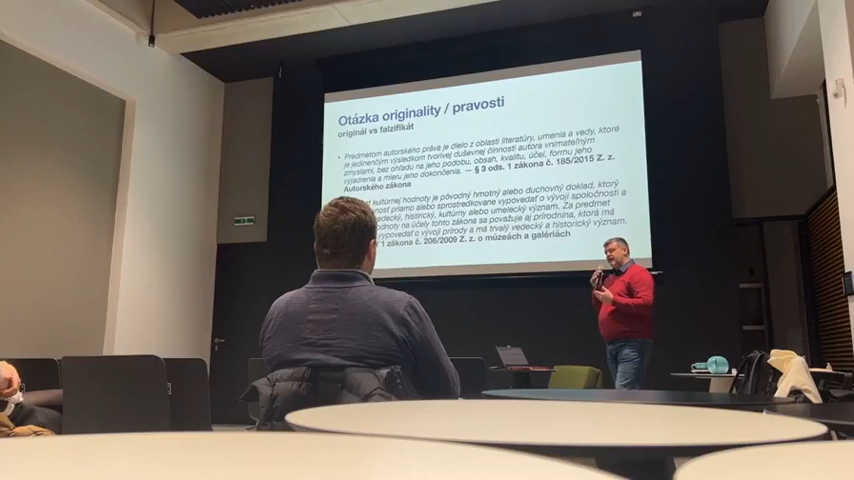 Otázka originality / pravosti
originál vs falzifikát
• Predmetom autorského práva je dielo z oblasti literatúry, umenia a vedy, ktoré
je jedinenčným výsledkom tvorivej duševnej činnosti autora vnímateľným
zmyslami, bez ohľadu na jeho podobu, obsah, kvalitu, účel, formu jeho
vyjadrenia a mieru jeho dokončenia. — § 3 ods. 1 zákona č. 185/2015 Z. z.
Autorského zákona
kultúrnej hodnoty je pôvodný hmotný alebo duchovný doklad, ktorý
priamo alebo sprostredkovane vypovedať o vývoji spoločnosti a
histrický, kultúrny alebo umelecký význam. Za predmet
na účely tohto zákona sa považuje aj prírodnina, ktorá má
vypovedať o vývoji prírody a má trvalý vedecký a historický význam.
1 zákona č. 206/2009 Z. z. o múzeách a galériách